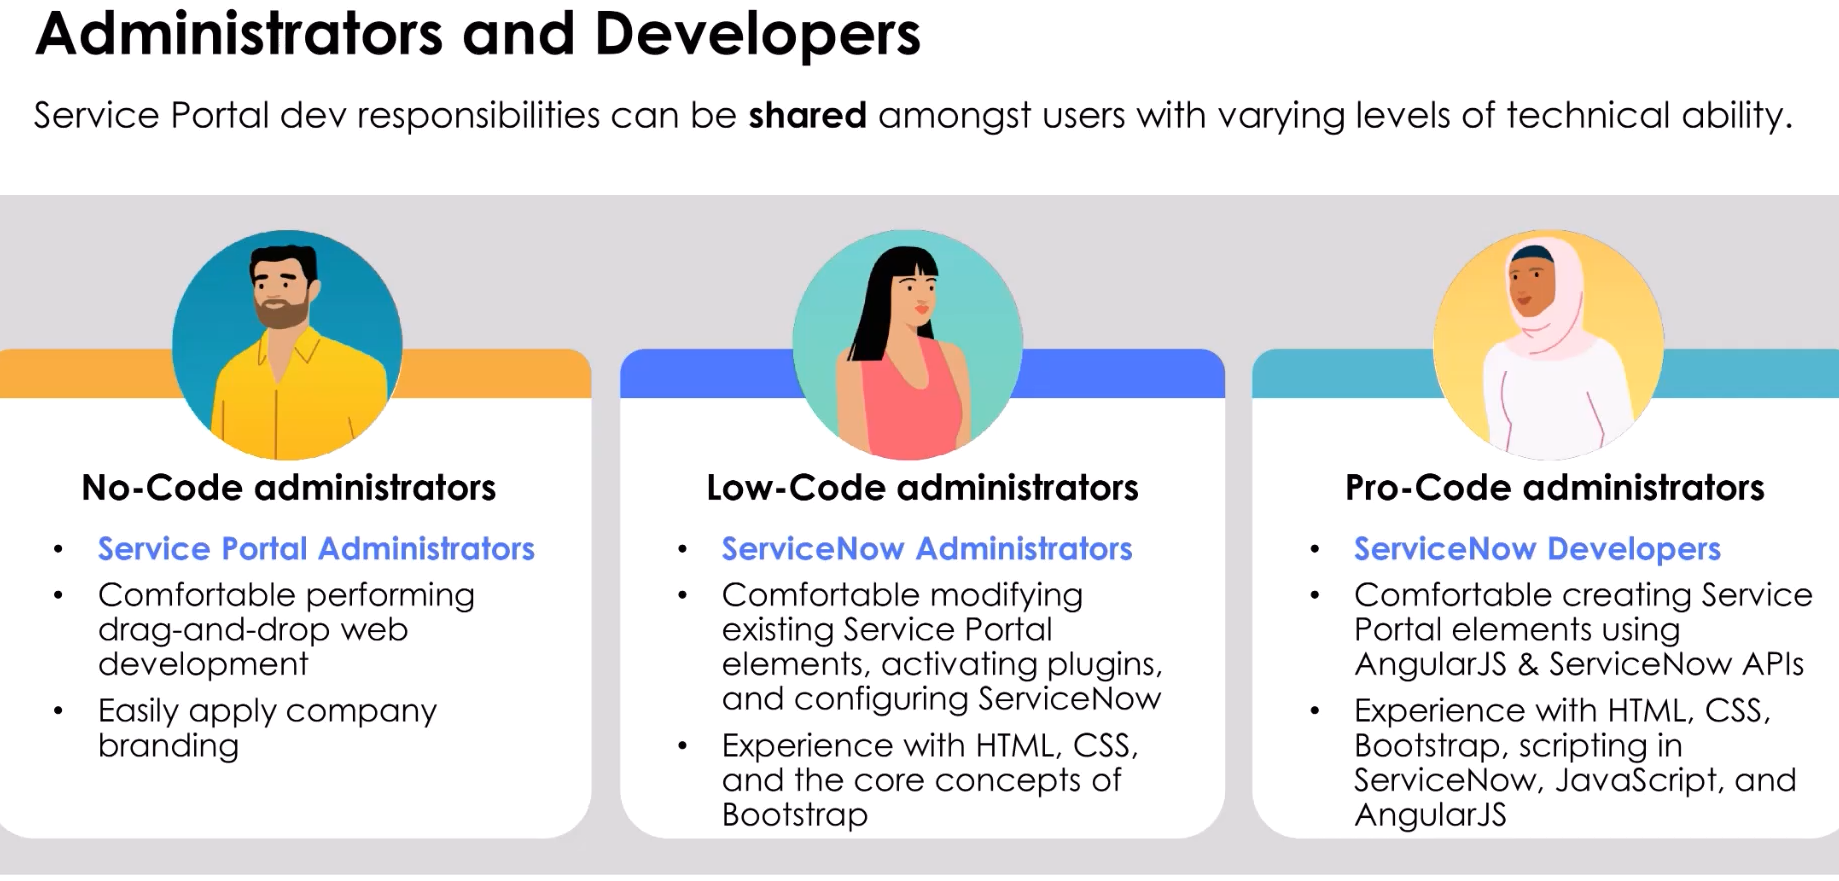 Administrators and Developers
Service Portal dev responsibilities can be shared amongst users with varying levels of technical ability.
No-Code administrators
• Service Portal Administrators
• Comfortable performing
drag-and-drop web
development
• Easily apply company
branding
Low-Code administrators
• ServiceNow Administrators
• Comfortable modifying
existing Service Portal
elements, activating plugins,
and configuring ServiceNow
• Experience with HTML, CSS,
and the core concepts of
Bootstrap
Pro-Code administrators
• ServiceNow Developers
• Comfortable creating Service
Portal elements using
AngularJS & ServiceNow APIs
• Experience with HTML, CSS,
Bootstrap, scripting in
ServiceNow, JavaScript, and
AngularJS